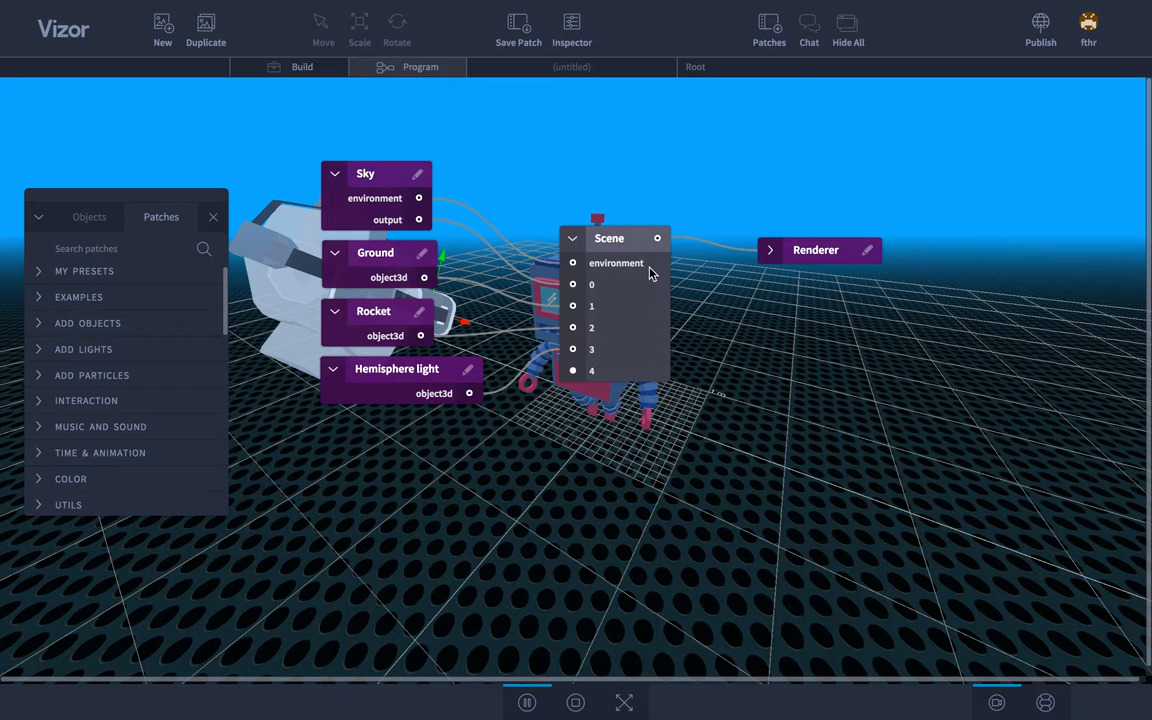 Vizor
New
Duplicate
Move
Scale
Rotate
Save Patch
Inspector
Patches
Chat
Hide All
Publish
fthr
Build
Program
(untitled)
Root
Objects
Patches
Search patches
MY PRESETS
EXAMPLES
ADD OBJECTS
ADD LIGHTS
ADD PARTICLES
INTERACTION
MUSIC AND SOUND
TIME & ANIMATION
COLOR
UTILS
Sky
environment
output
Ground
object3d
Rocket
object3d
Hemisphere light
object3d
Scene
environment
0
1
2
3
4
Renderer